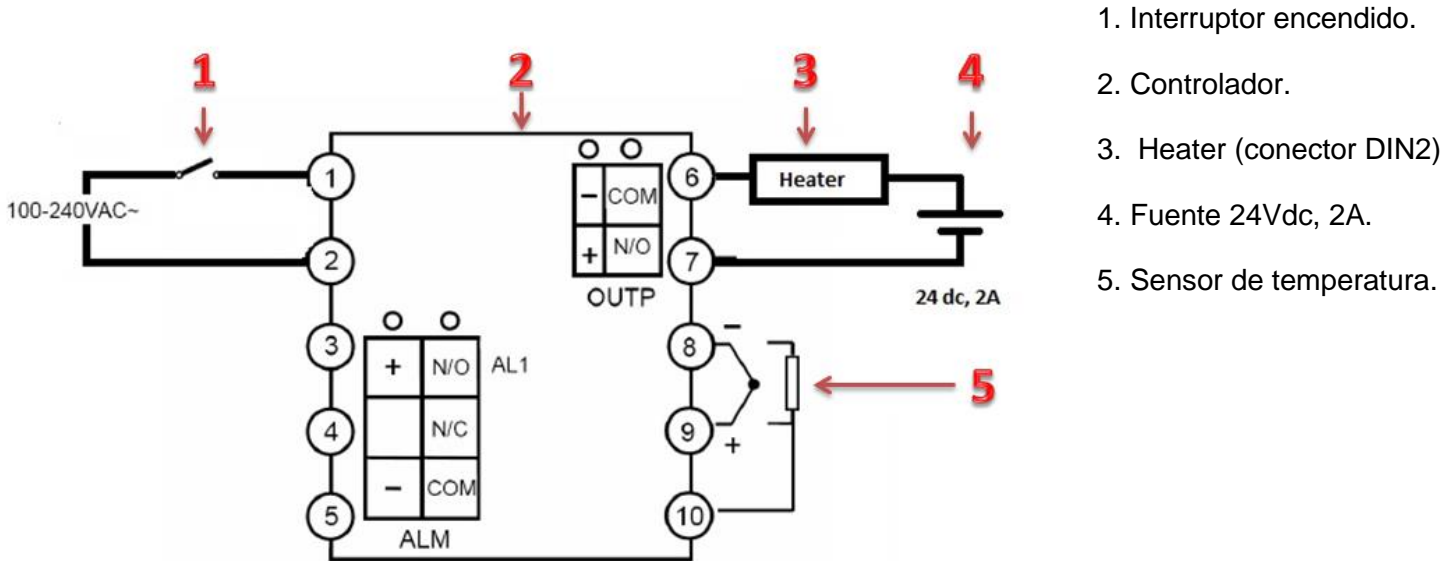 1. Interruptor encendido.
2. Controlador.
3. Heater (conector DIN2)
4. Fuente 24Vdc, 2A.
5. Sensor de temperatura.
1
2
3
4
100-240VAC~
1
2
3
4
5
6
7
8
9
10
- COM
+ N/O
OUTP
Heater
-
24 dc, 2A
+ N/O AL1
N/C
- COM
ALM
-
+
5